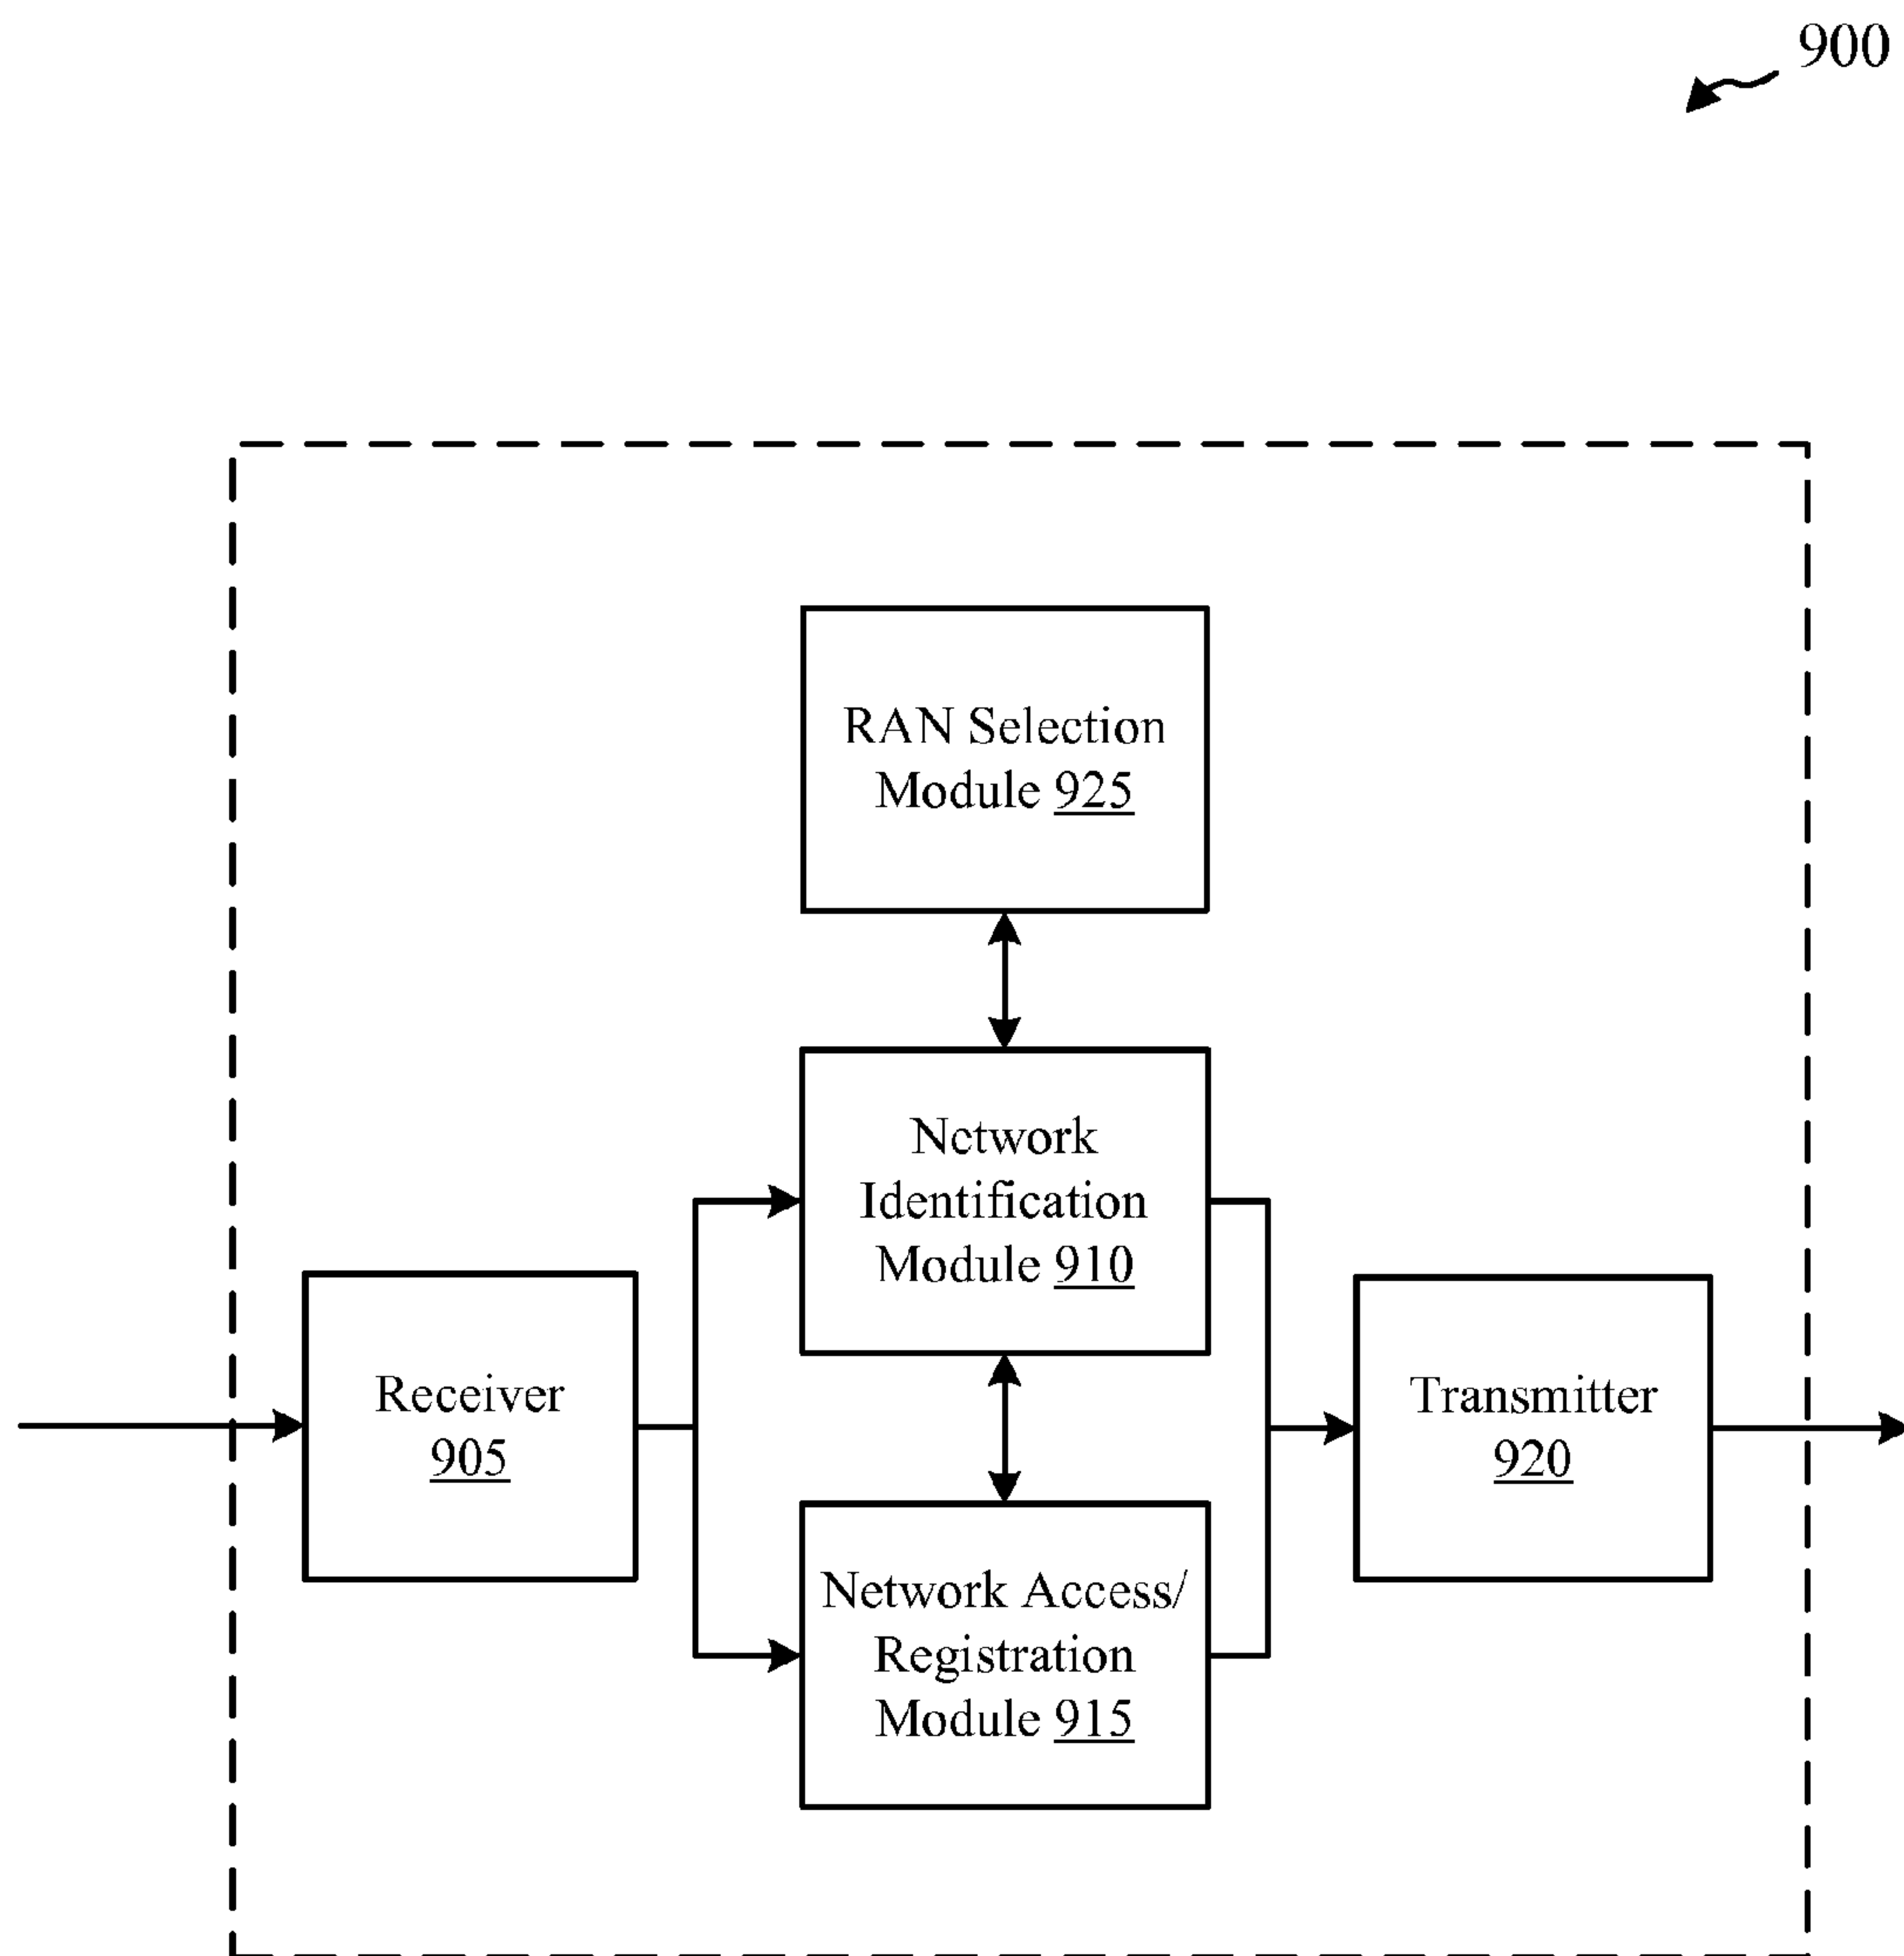 900
RAN Selection
Module 925
Network
Identification
Module 910
Receiver
905
Transmitter
920
Network Access/
Registration
Module 915